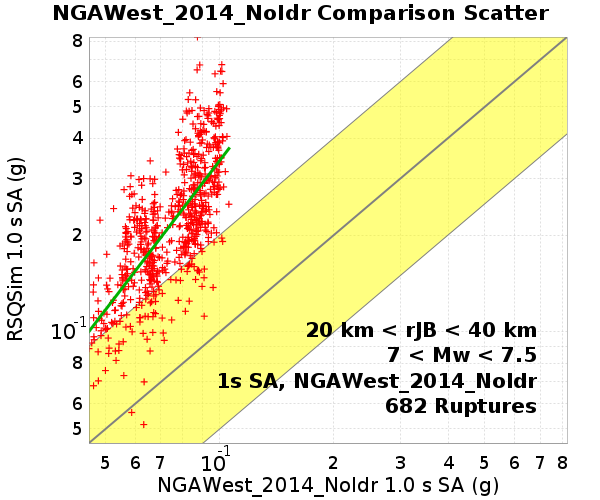 NGAWest_2014_NoIdr Comparison Scatter
8
6
5
4
3
2
10-1
8
6
5
RSQSim 1.0 s SA (g)
20 km < rJB < 40 km
7 < Mw < 7.5
1s SA, NGAWest_2014_NoIdr
682 Ruptures
5 6 7 10-1 2 3 4 5 6 7 8
NGAWest_2014_NoIdr 1.0 s SA (g)